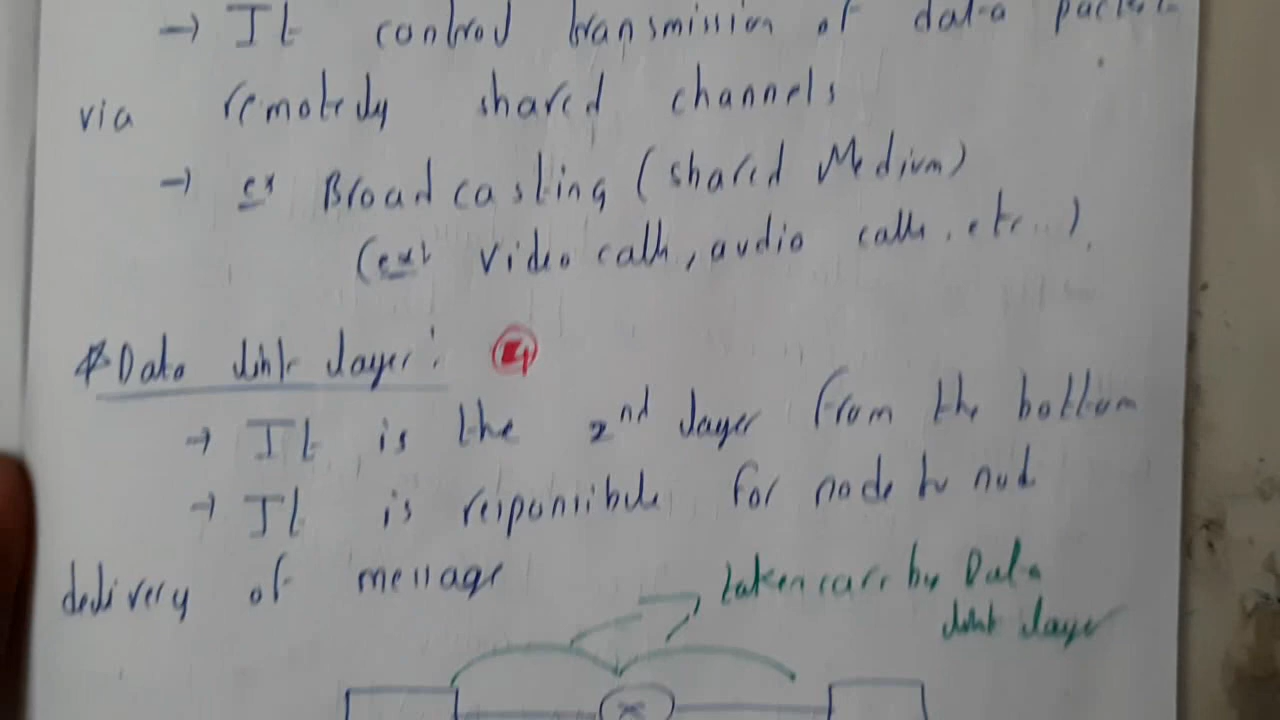 → It control transmission of data packets
via remotely shared channels
→ ex Broadcasting (shared Medium)
(ex: video calls, audio calls, etc..)
* Data link layer:
→ It is the 2nd layer from the bottom
→ It is responsible for node to node
delivery of message
taken care by Data
link layer